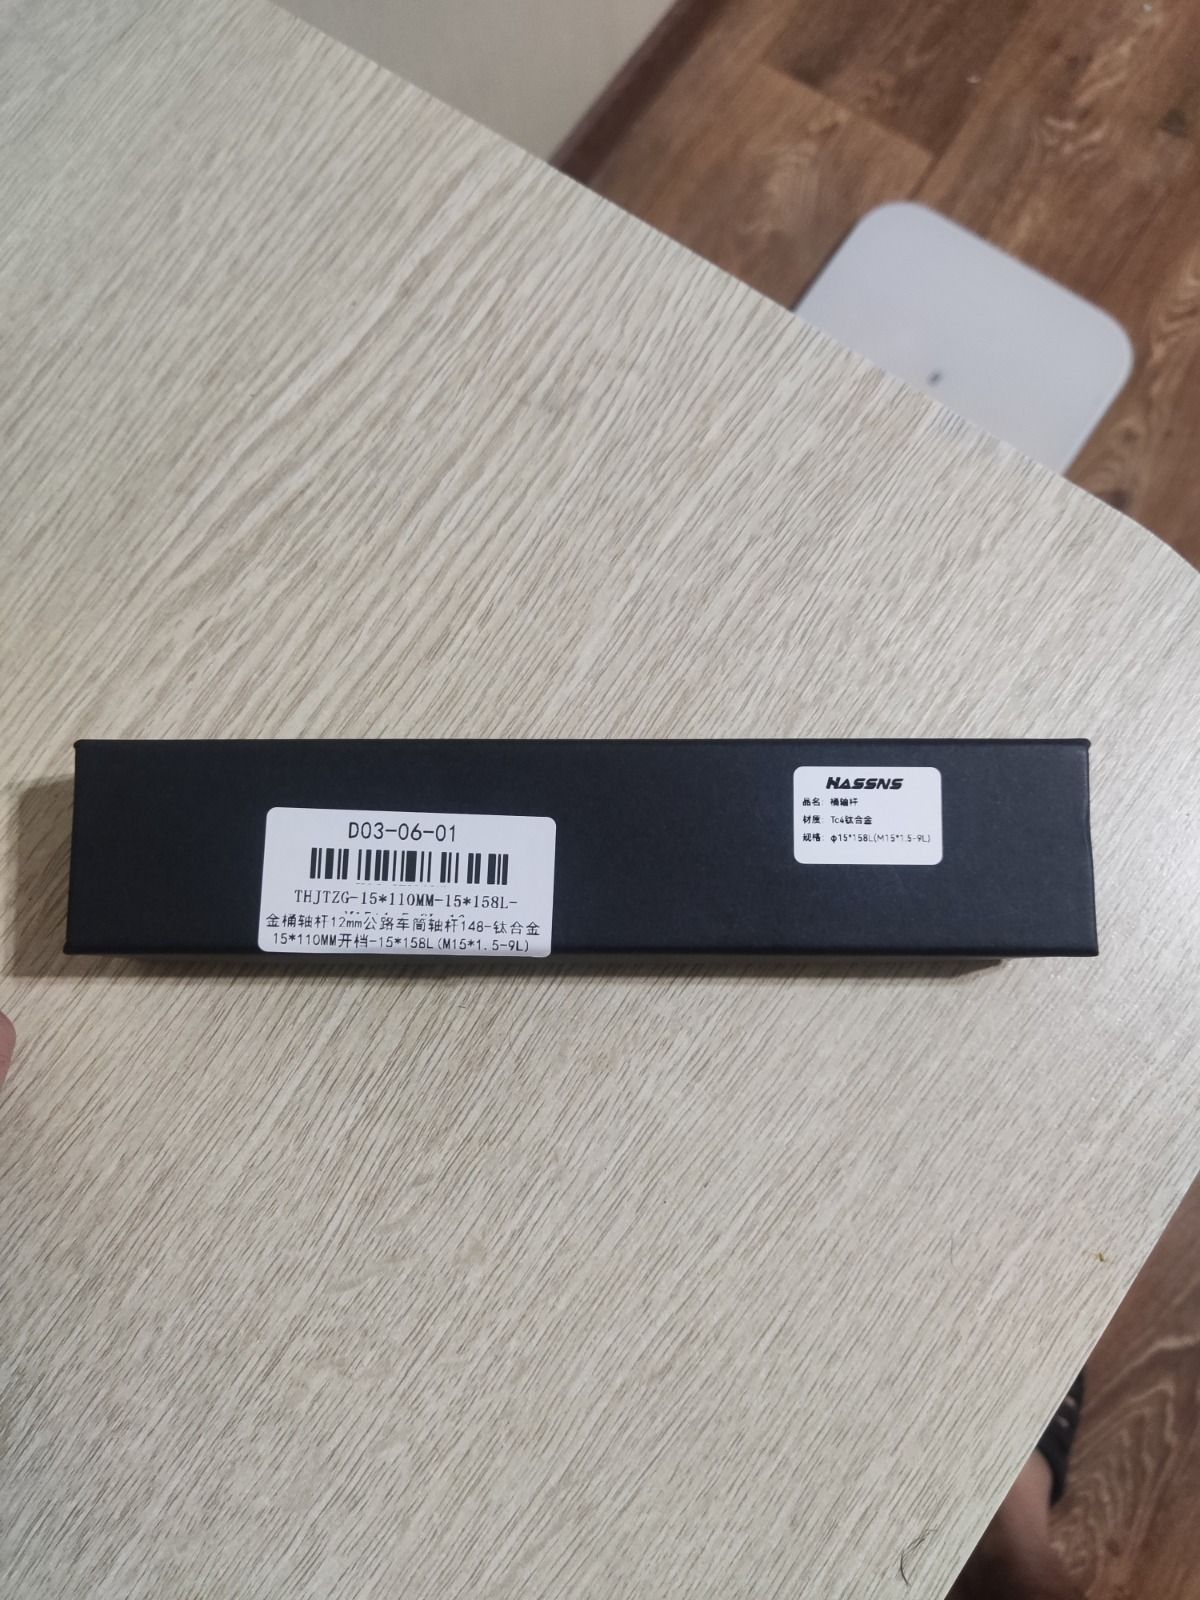 D03-06-01
THJTZG-15*110MM-15*158L-
金桶轴杆12mm公路车筒轴杆148-钛合金
15*110MM开档-15*158L(M15*1.5-9L)
HASSNS
品名: 桶轴杆
材质: Tc4钛合金
规格: φ15*158L(M15*1.5-9L)